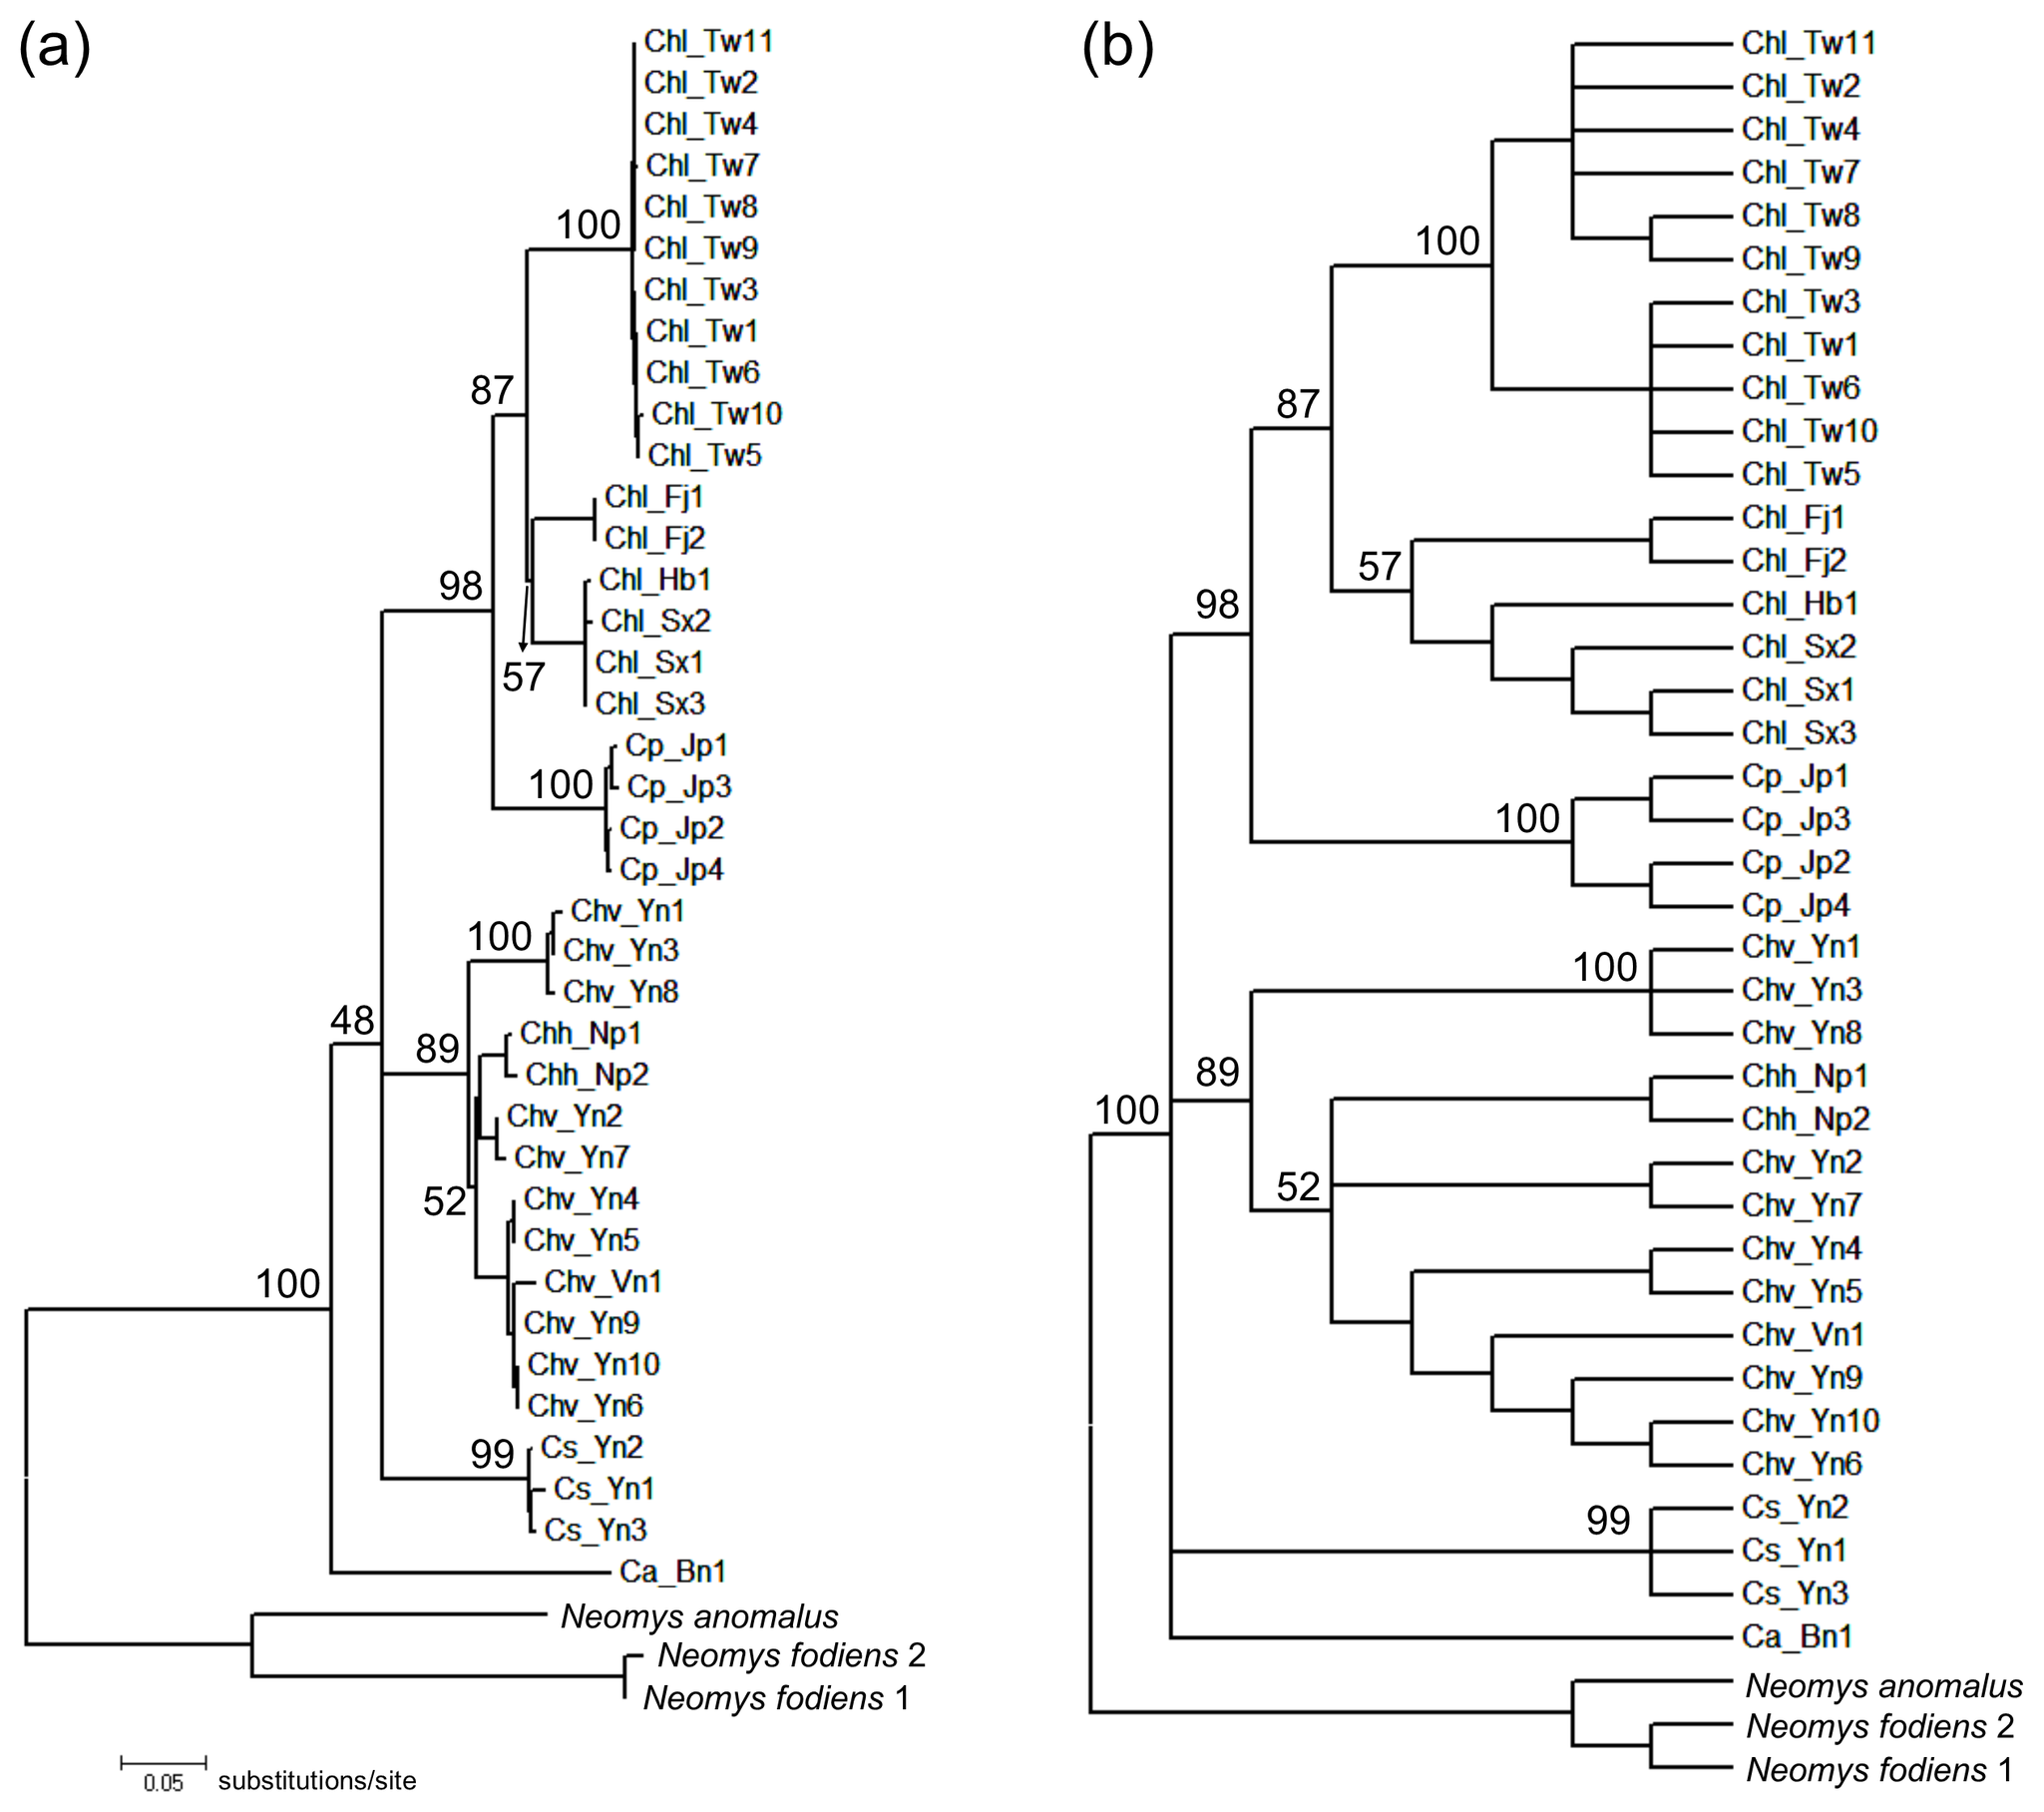 (a)
Chl_Tw11
Chl_Tw2
Chl_Tw4
Chl_Tw7
Chl_Tw8
100
Chl_Tw9
Chl_Tw3
Chl_Tw1
Chl_Tw6
87
Chl_Tw10
Chl_Tw5
Chl_Fj1
Chl_Fj2
98
Chl_Hb1
Chl_Sx2
57
Chl_Sx1
Chl_Sx3
Cp_Jp1
100
Cp_Jp3
Cp_Jp2
Cp_Jp4
Chv_Yn1
100
Chv_Yn3
Chv_Yn8
48
Chh_Np1
89
Chh_Np2
Chv_Yn2
Chv_Yn7
52
Chv_Yn4
Chv_Yn5
100
Chv_Vn1
Chv_Yn9
Chv_Yn10
Chv_Yn6
99
Cs_Yn2
Cs_Yn1
Cs_Yn3
Ca_Bn1
Neomys anomalus
Neomys fodiens 2
Neomys fodiens 1
0.05 substitutions/site
(b)
Chl_Tw11
Chl_Tw2
Chl_Tw4
Chl_Tw7
Chl_Tw8
100
Chl_Tw9
Chl_Tw3
Chl_Tw1
Chl_Tw6
87
Chl_Tw10
Chl_Tw5
Chl_Fj1
Chl_Fj2
57
Chl_Hb1
98
Chl_Sx2
Chl_Sx1
Chl_Sx3
Cp_Jp1
100
Cp_Jp3
Cp_Jp2
Cp_Jp4
Chv_Yn1
100
Chv_Yn3
Chv_Yn8
89
Chh_Np1
100
Chh_Np2
Chv_Yn2
52
Chv_Yn7
Chv_Yn4
Chv_Yn5
Chv_Vn1
Chv_Yn9
Chv_Yn10
Chv_Yn6
Cs_Yn2
99
Cs_Yn1
Cs_Yn3
Ca_Bn1
Neomys anomalus
Neomys fodiens 2
Neomys fodiens 1